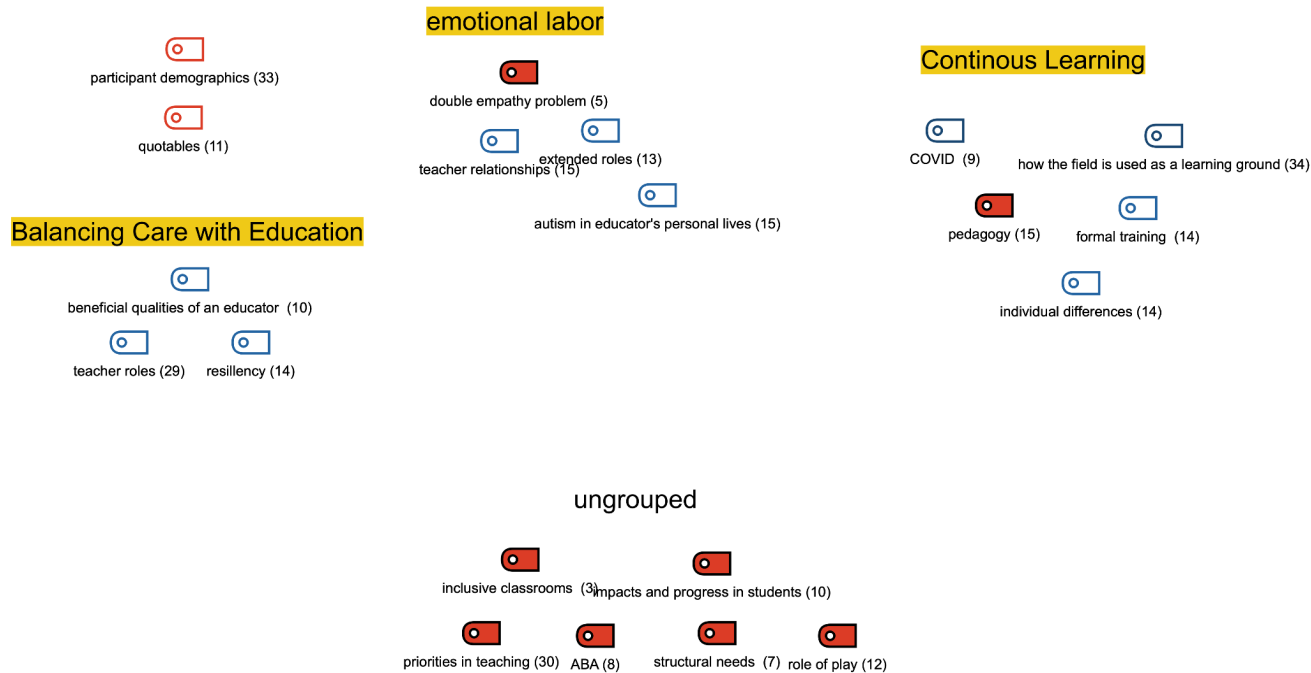 emotional labor
Continous Learning
participant demographics (33)
quotables (11)
double empathy problem (5)
teacher relationships (15)
extended roles (13)
autism in educator's personal lives (15)
COVID (9)
how the field is used as a learning ground (34)
pedagogy (15)
formal training (14)
individual differences (14)
Balancing Care with Education
beneficial qualities of an educator (10)
teacher roles (29)
resillency (14)
ungrouped
inclusive classrooms (3)
impacts and progress in students (10)
priorities in teaching (30)
ABA (8)
structural needs (7)
role of play (12)